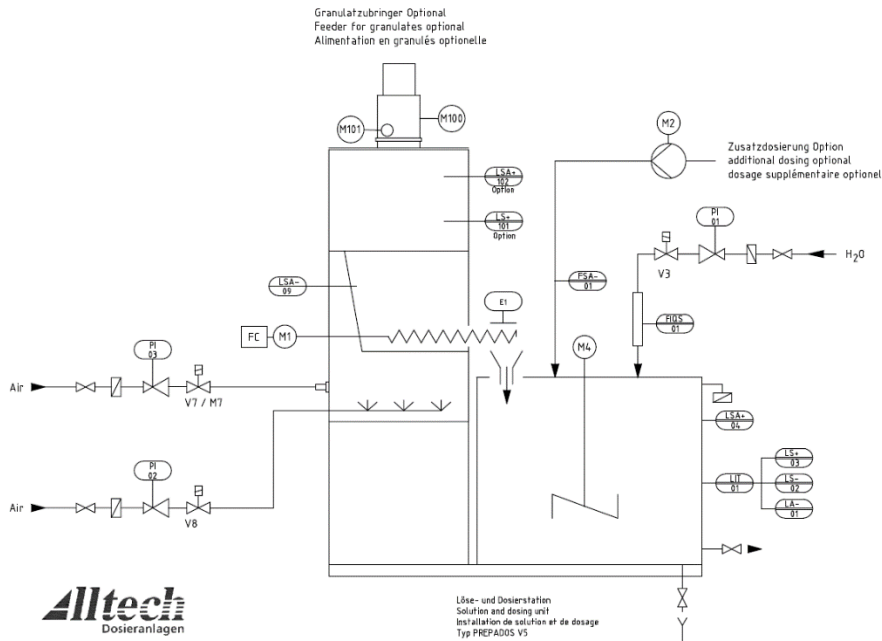 Granulatzubringer Optional
Feeder for granulates optional
Alimentation en granulés optionelle
M101
M100
M2
Zusatzdosierung Option
additional dosing optional
dosage supplémentaire optionel
LSA+
102
Option
LS+
101
Option
PI
01
H2O
V3
LSA-
09
FSA-
01
E1
FIQS
01
FC
M1
M4
PI
03
Air
V7 / M7
LSA+
04
PI
02
LS+
03
LIT
01
LS-
02
LA-
01
Air
V8
Alltech
Dosieranlagen
Löse- und Dosierstation
Solution and dosing unit
Installation de solution et de dosage
Typ PREPADOS V5